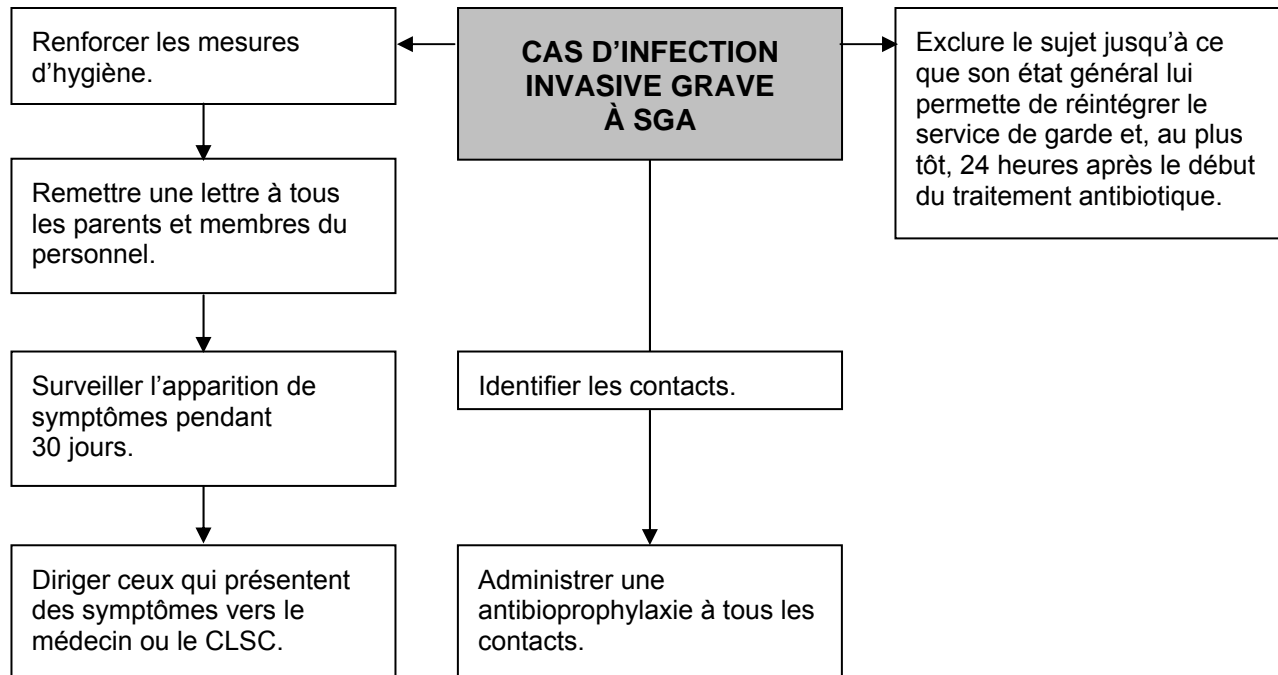 CAS D’INFECTION
INVASIVE GRAVE
À SGA
Renforcer les mesures
d’hygiène.
Remettre une lettre à tous
les parents et membres du
personnel.
Surveiller l’apparition de
symptômes pendant
30 jours.
Diriger ceux qui présentent
des symptômes vers le
médecin ou le CLSC.
Identifier les contacts.
Administrer une
antibioprophylaxie à tous les
contacts.
Exclure le sujet jusqu’à ce
que son état général lui
permette de réintégrer le
service de garde et, au plus
tôt, 24 heures après le début
du traitement antibiotique.